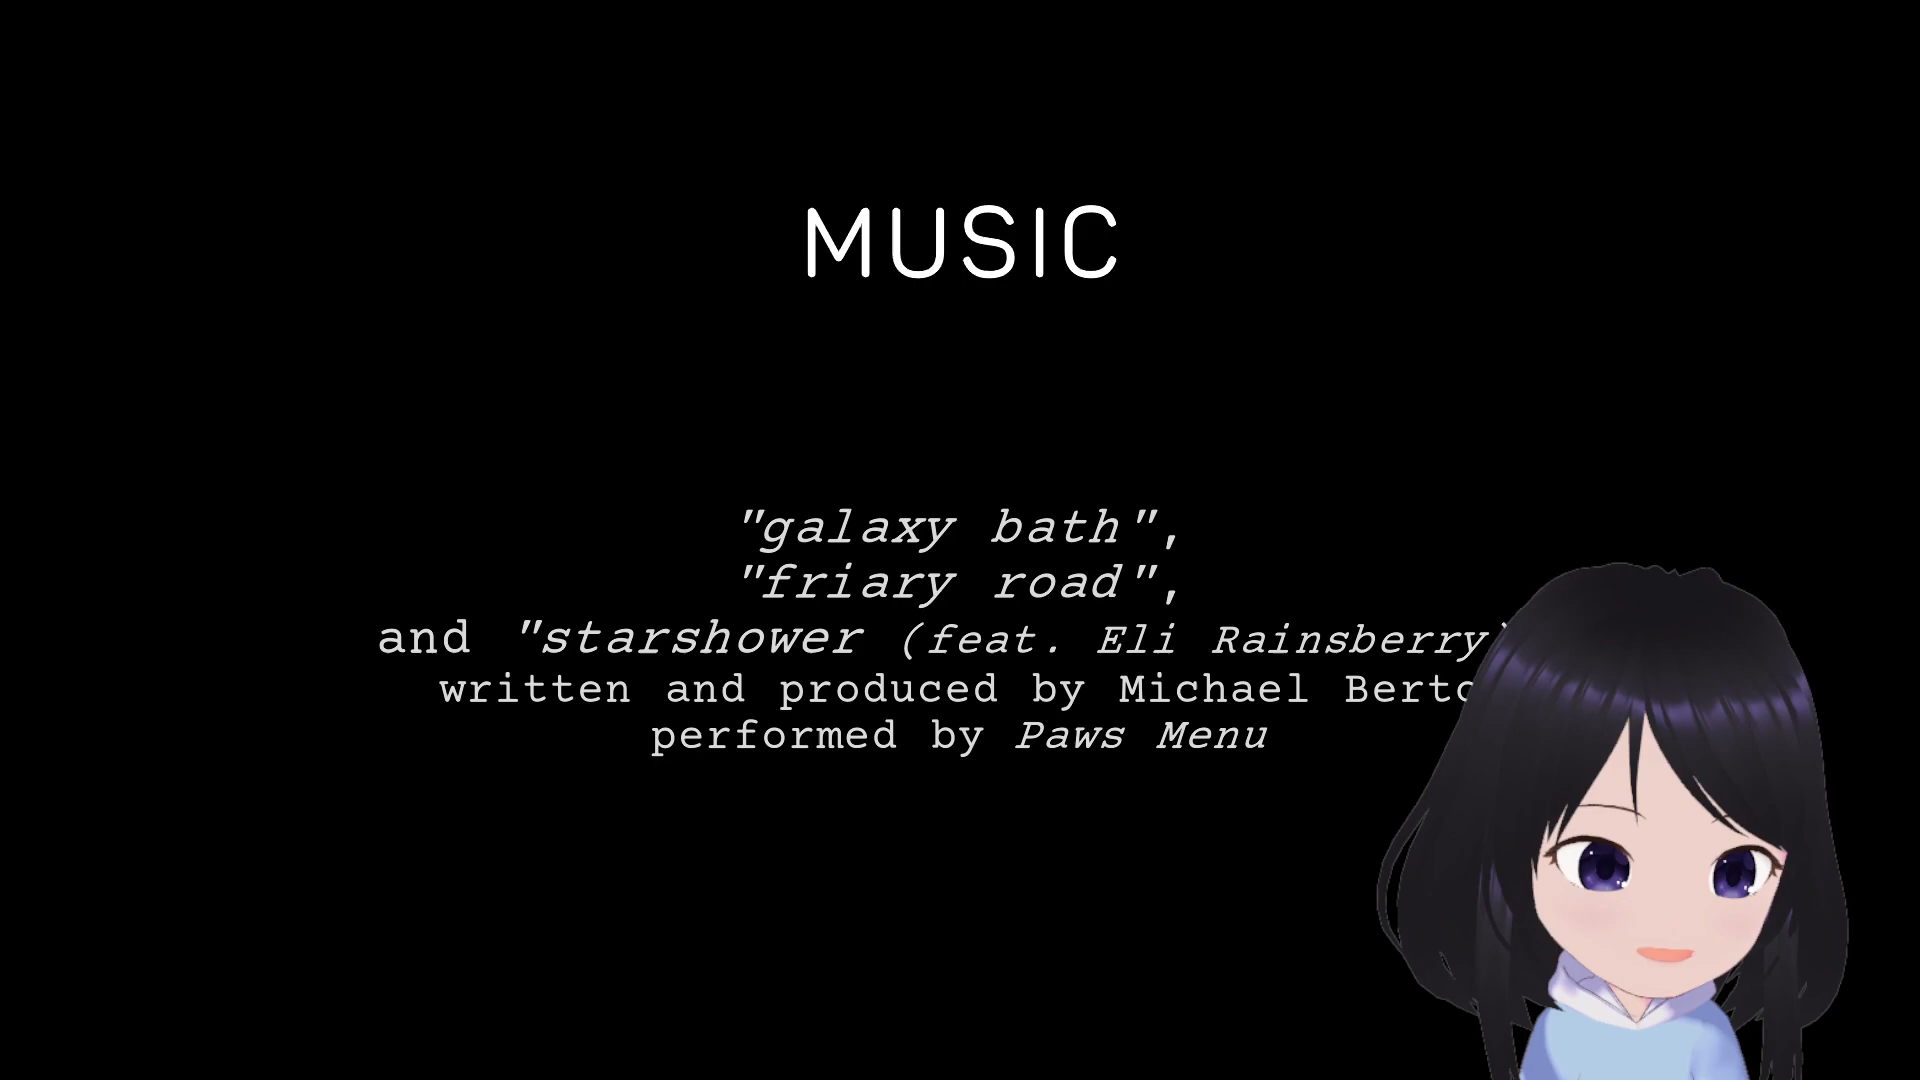 MUSIC
"galaxy bath",
"friary road",
and "starshower (feat. Eli Rainsberry)
written and produced by Michael
performed by Paws Menu